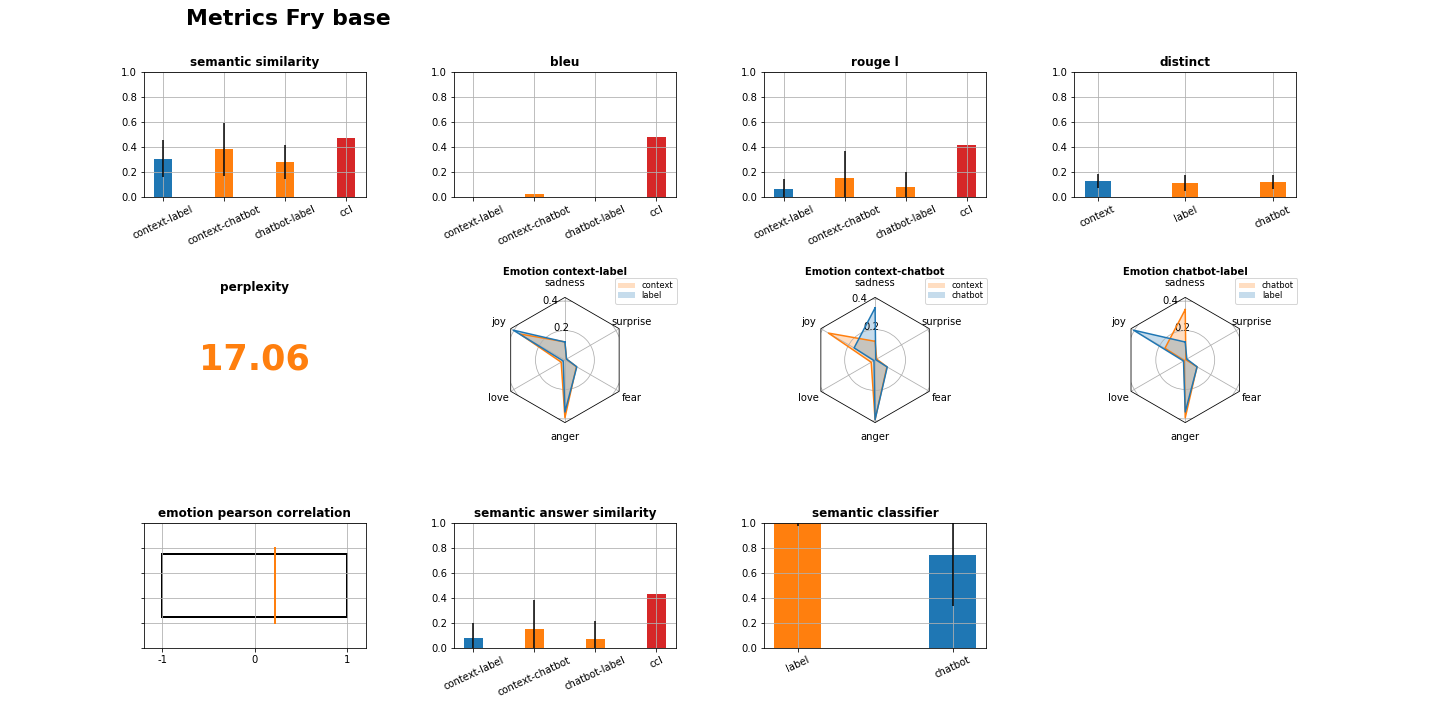 Metrics Fry base
semantic similarity
1.0
0.8
0.6
0.4
0.2
0.0
context-label
context-chatbot
chatbot-label
ccl
bleu
1.0
0.8
0.6
0.4
0.2
0.0
context-label
context-chatbot
chatbot-label
ccl
rouge l
1.0
0.8
0.6
0.4
0.2
0.0
context-label
context-chatbot
chatbot-label
ccl
distinct
1.0
0.8
0.6
0.4
0.2
0.0
context
label
chatbot
perplexity
17.06
Emotion context-label
sadness
context
label
0.4
0.2
joy
surprise
love
fear
anger
Emotion context-chatbot
sadness
context
chatbot
0.4
0.2
joy
surprise
love
fear
anger
Emotion chatbot-label
sadness
chatbot
label
0.4
0.2
joy
surprise
love
fear
anger
emotion pearson correlation
-1
0
1
semantic answer similarity
1.0
0.8
0.6
0.4
0.2
0.0
context-label
context-chatbot
chatbot-label
ccl
semantic classifier
1.0
0.8
0.6
0.4
0.2
0.0
label
chatbot